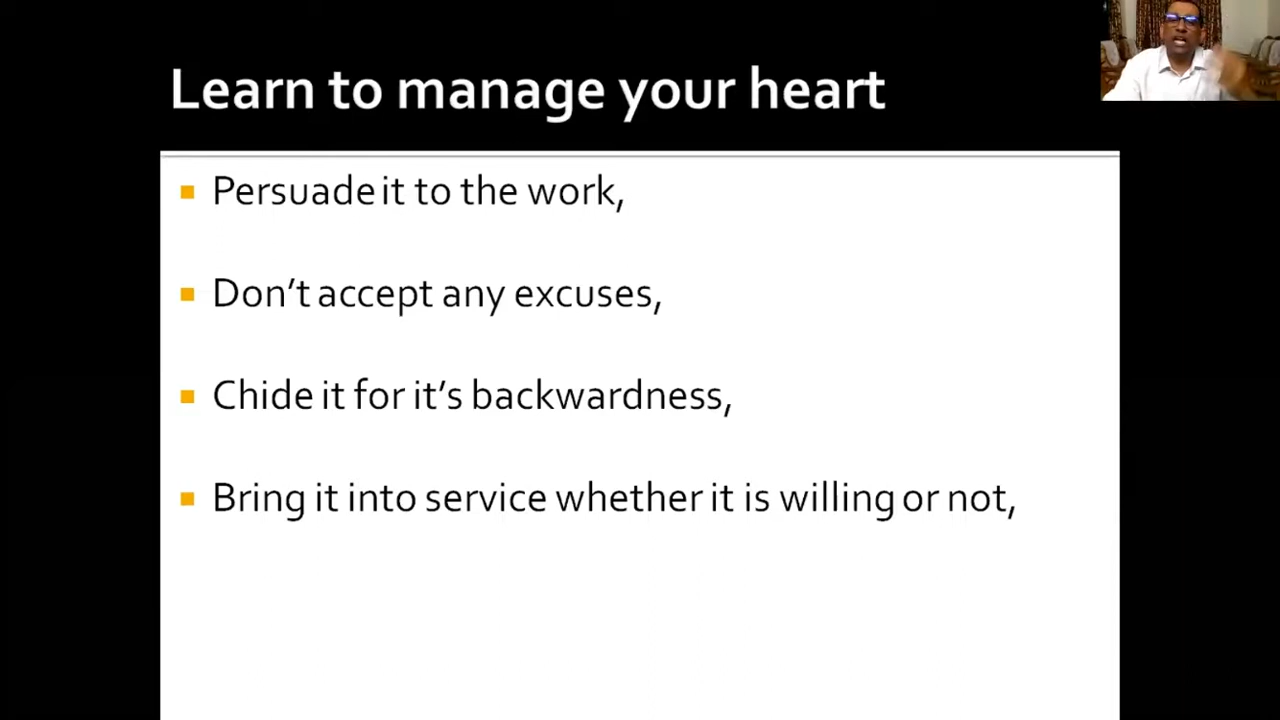 Learn to manage your heart
Persuade it to the work,
Don’t accept any excuses,
Chide it for it’s backwardness,
Bring it into service whether it is willing or not,